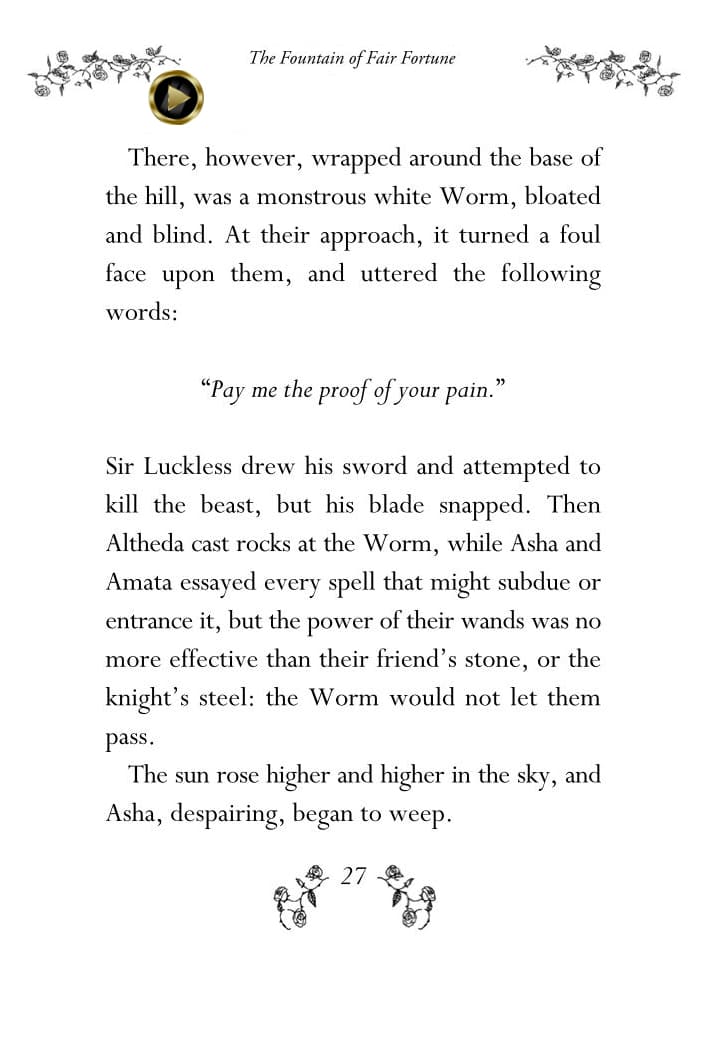 The Fountain of Fair Fortune
There, however, wrapped around the base of
the hill, was a monstrous white Worm, bloated
and blind. At their approach, it turned a foul
face upon them, and uttered the following
words:
“Pay me the proof of your pain.”
Sir Luckless drew his sword and attempted to
kill the beast, but his blade snapped. Then
Altheda cast rocks at the Worm, while Asha and
Amata essayed every spell that might subdue or
entrance it, but the power of their wands was no
more effective than their friend’s stone, or the
knight’s steel: the Worm would not let them
pass.
The sun rose higher and higher in the sky, and
Asha, despairing, began to weep.
27